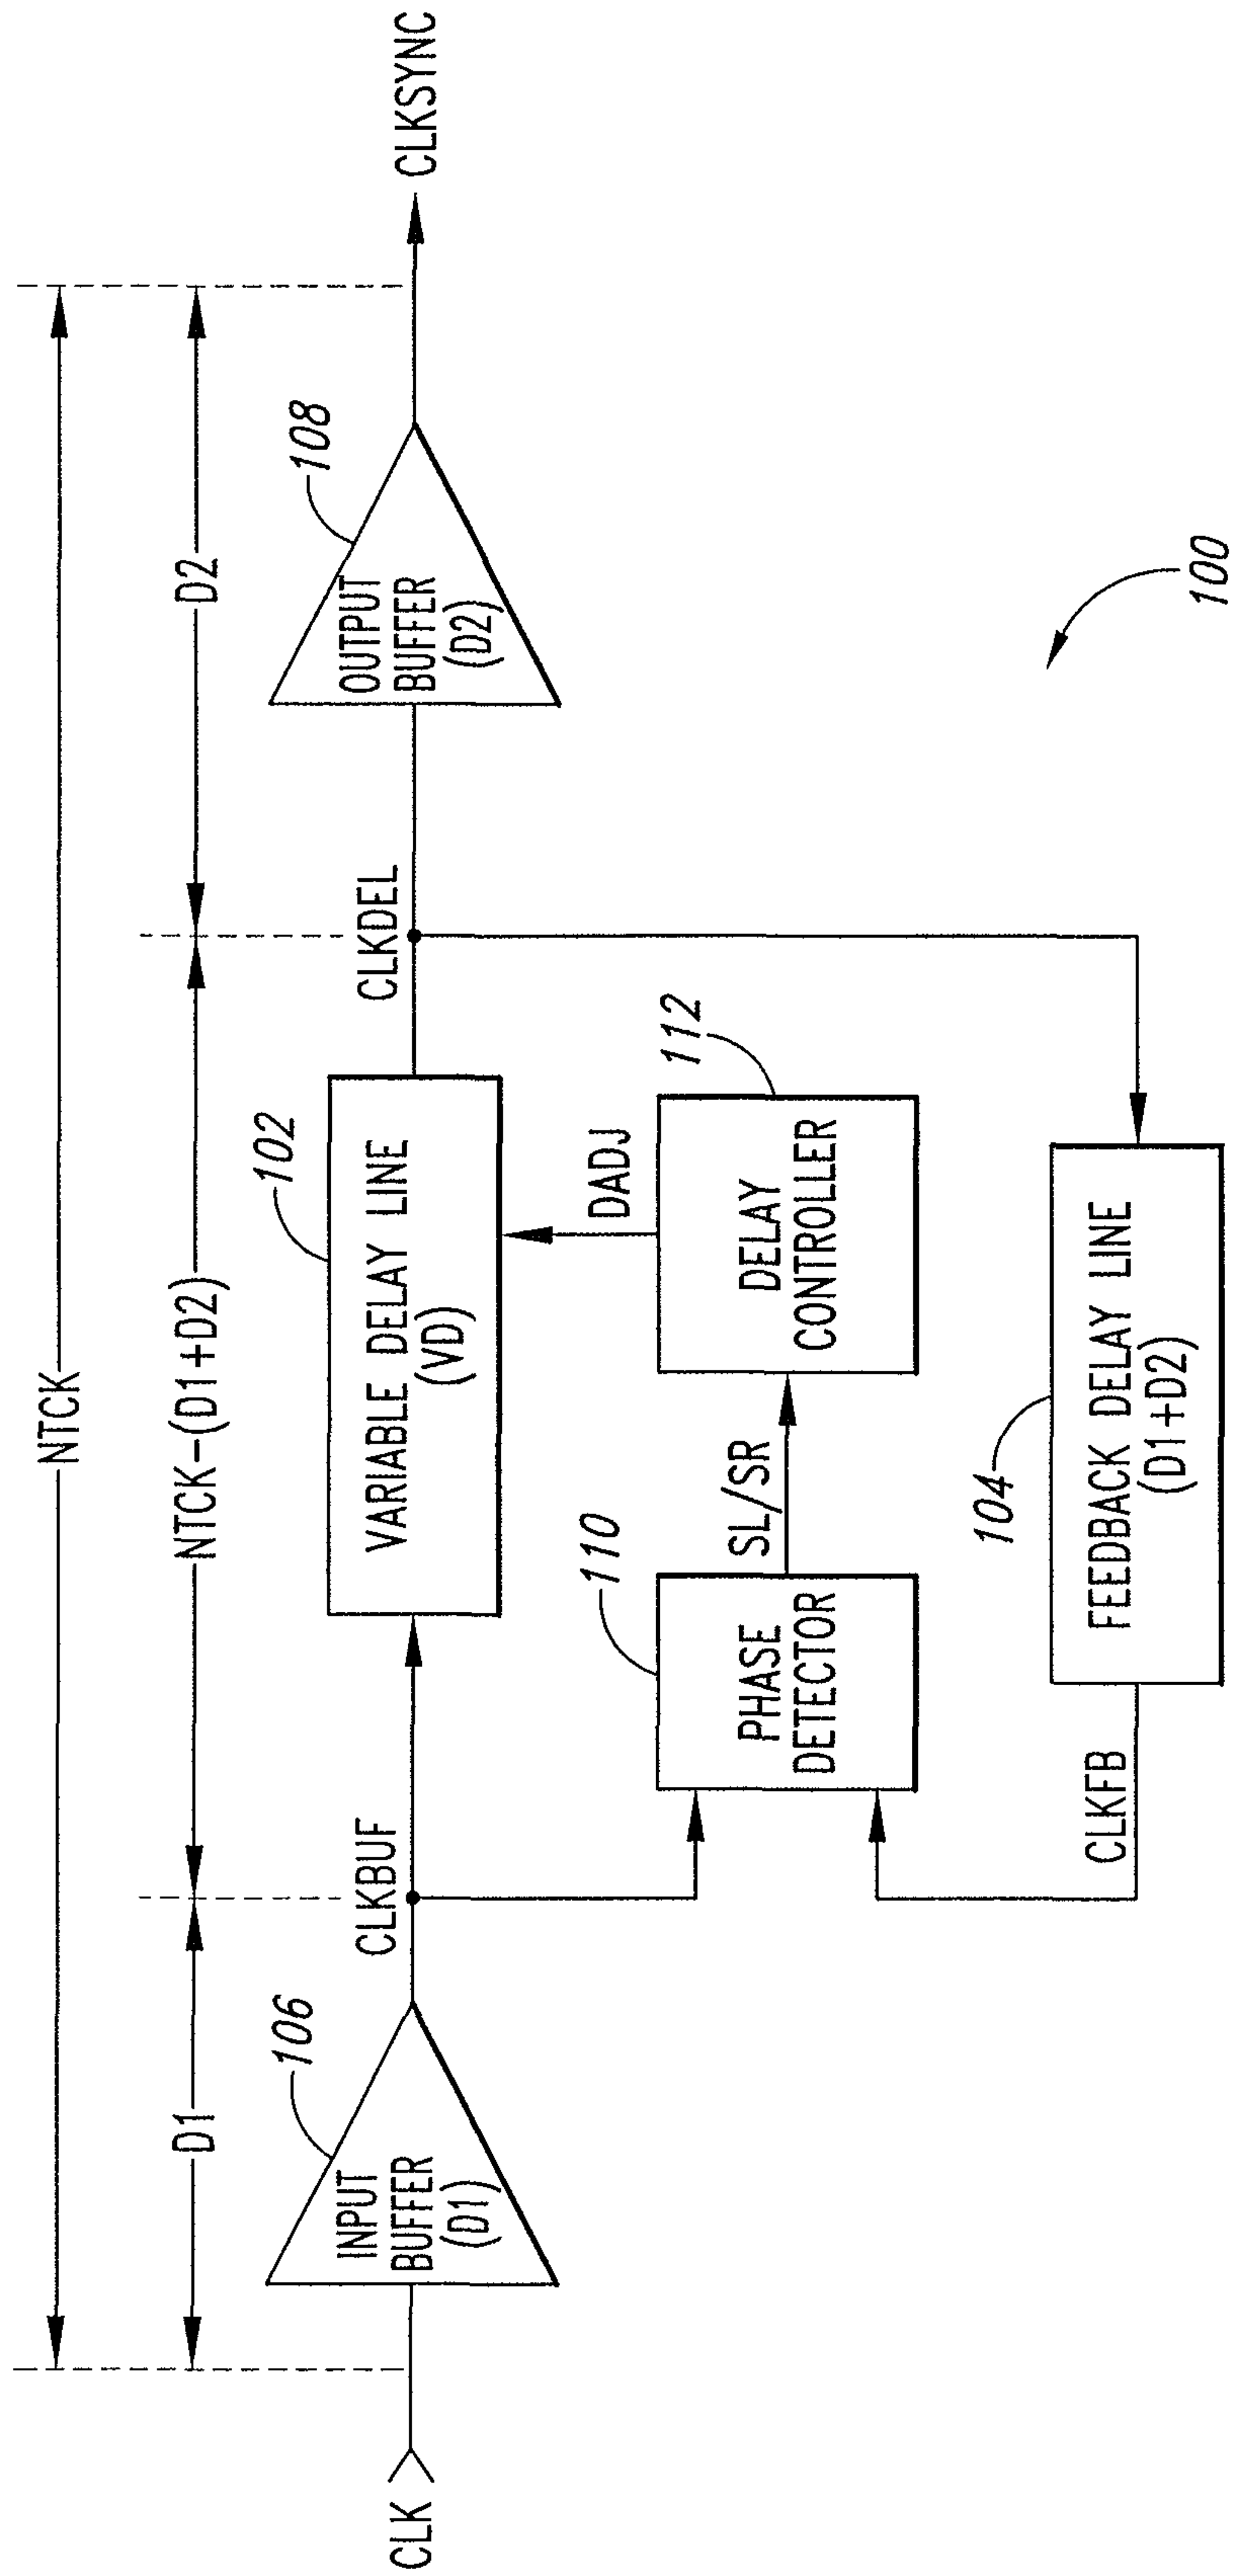 NTCK
D1
NTCK-(D1+D2)
D2
106
102
108
CLK
INPUT
BUFFER
(D1)
CLKBUF
VARIABLE DELAY LINE
(VD)
CLKDEL
OUTPUT
BUFFER
(D2)
CLKSYNC
110
PHASE
DETECTOR
SL/SR
112
DELAY
CONTROLLER
DADJ
104
FEEDBACK DELAY LINE
(D1+D2)
CLKFB
100